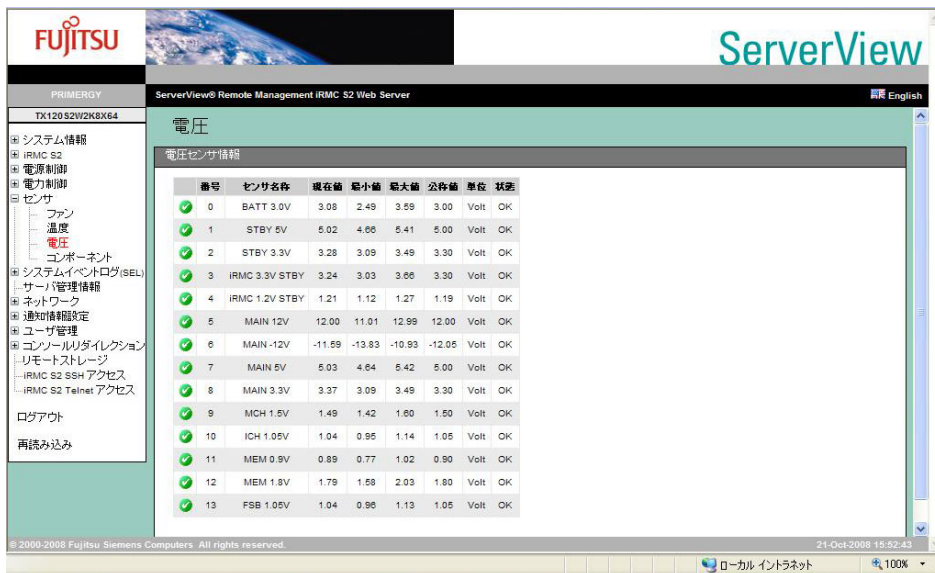 FUJITSU
ServerView
PRIMERGY
ServerView® Remote Management iRMC S2 Web Server
English
TX120S2W2K8X64
システム情報
iRMC S2
電源制御
電力制御
センサ
ファン
温度
電圧
コンポーネント
システムイベントログ(SEL)
サーバ管理情報
ネットワーク
通知情報設定
ユーザ管理
コンソールリダイレクション
リモートストレージ
iRMC S2 SSH アクセス
iRMC S2 Telnet アクセス
ログアウト
再読み込み
電圧
電圧センサ情報
番号 センサ名称 現在値 最小値 最大値 公称値 単位 状態
0 BATT 3.0V 3.08 2.49 3.59 3.00 Volt OK
1 STBY 5V 5.02 4.66 5.41 5.00 Volt OK
2 STBY 3.3V 3.28 3.09 3.49 3.30 Volt OK
3 iRMC 3.3V STBY 3.24 3.03 3.66 3.30 Volt OK
4 iRMC 1.2V STBY 1.21 1.12 1.27 1.19 Volt OK
5 MAIN 12V 12.00 11.01 12.99 12.00 Volt OK
6 MAIN -12V -11.59 -13.83 -10.93 -12.05 Volt OK
7 MAIN 5V 5.03 4.64 5.42 5.00 Volt OK
8 MAIN 3.3V 3.37 3.09 3.49 3.30 Volt OK
9 MCH 1.5V 1.49 1.42 1.60 1.50 Volt OK
10 ICH 1.05V 1.04 0.95 1.14 1.05 Volt OK
11 MEM 0.9V 0.89 0.77 1.02 0.90 Volt OK
12 MEM 1.8V 1.79 1.58 2.03 1.80 Volt OK
13 FSB 1.05V 1.04 0.96 1.13 1.05 Volt OK
© 2000-2008 Fujitsu Siemens Computers All rights reserved.
21-Oct-2008 15:52:43
ローカル イントラネット
100%